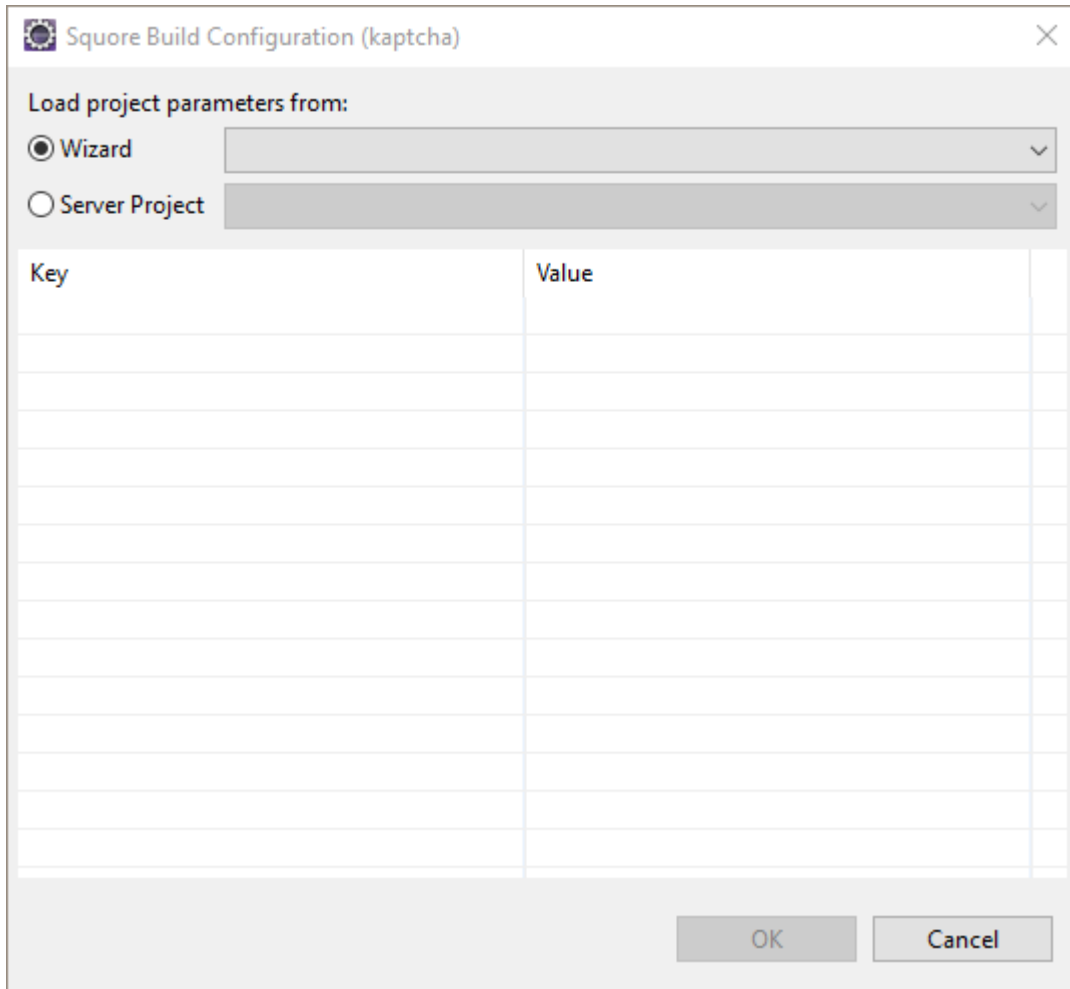 Squore Build Configuration (kaptcha)
Load project parameters from:
Wizard
Server Project
Key Value
OK Cancel